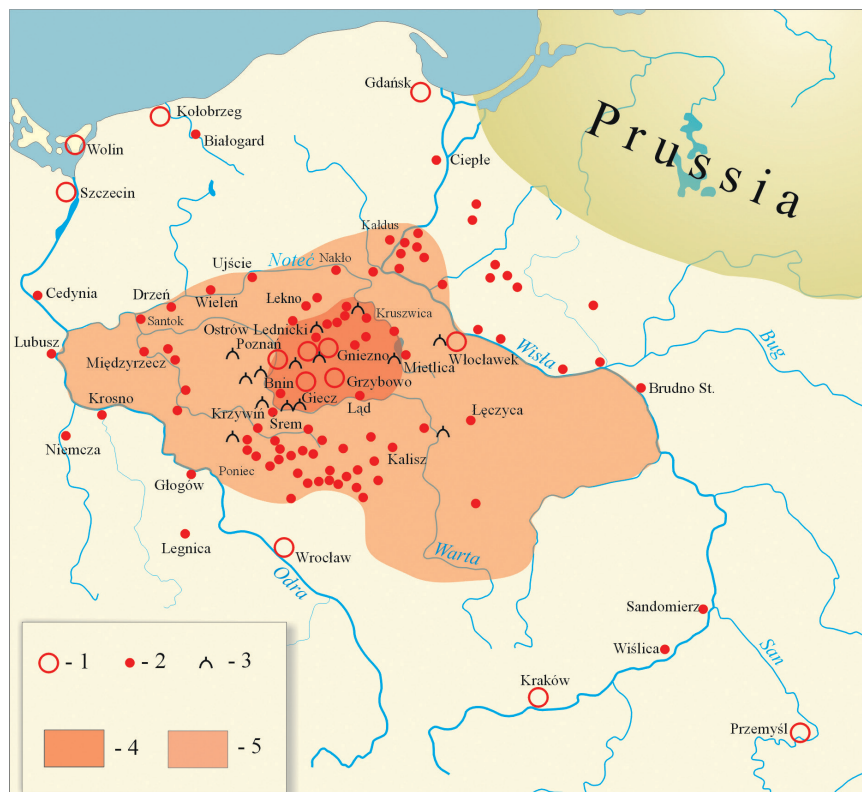 Gdańsk
Kołobrzeg
Prussia
Białogard
Wolin
Ciepłe
Szczecin
Kałdus
Ujście
Noteć
Nakło
Cedynia
Drzeń
Wieleń
Łekno
Santok
Kruszwica
Ostrów Lednicki
Bug
Lubusz
Poznań
Wisła
Gniezno
Włocławek
Międzyrzecz
Mietlica
Bnin
Grzybowo
Brudno St.
Krosno
Giecz
Ląd
Krzywiń
Łęczyca
Srem
Niemcza
Kalisz
Poniec
Głogów
Legnica
Wrocław
Warta
Odra
Sandomierz
San
Wiślica
Kraków
Przemyśl
- 1 - 2 - 3
- 4 - 5